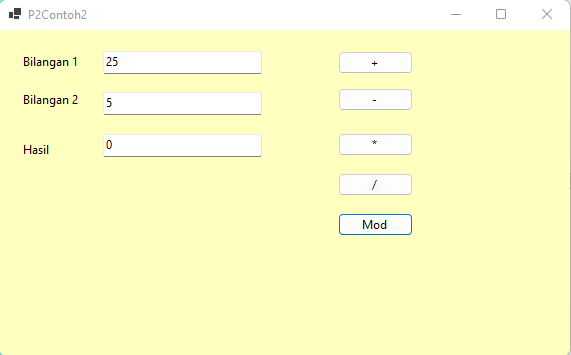 P2Contoh2
Bilangan 1 25 +
Bilangan 2 5 -
Hasil 0 *
/
Mod